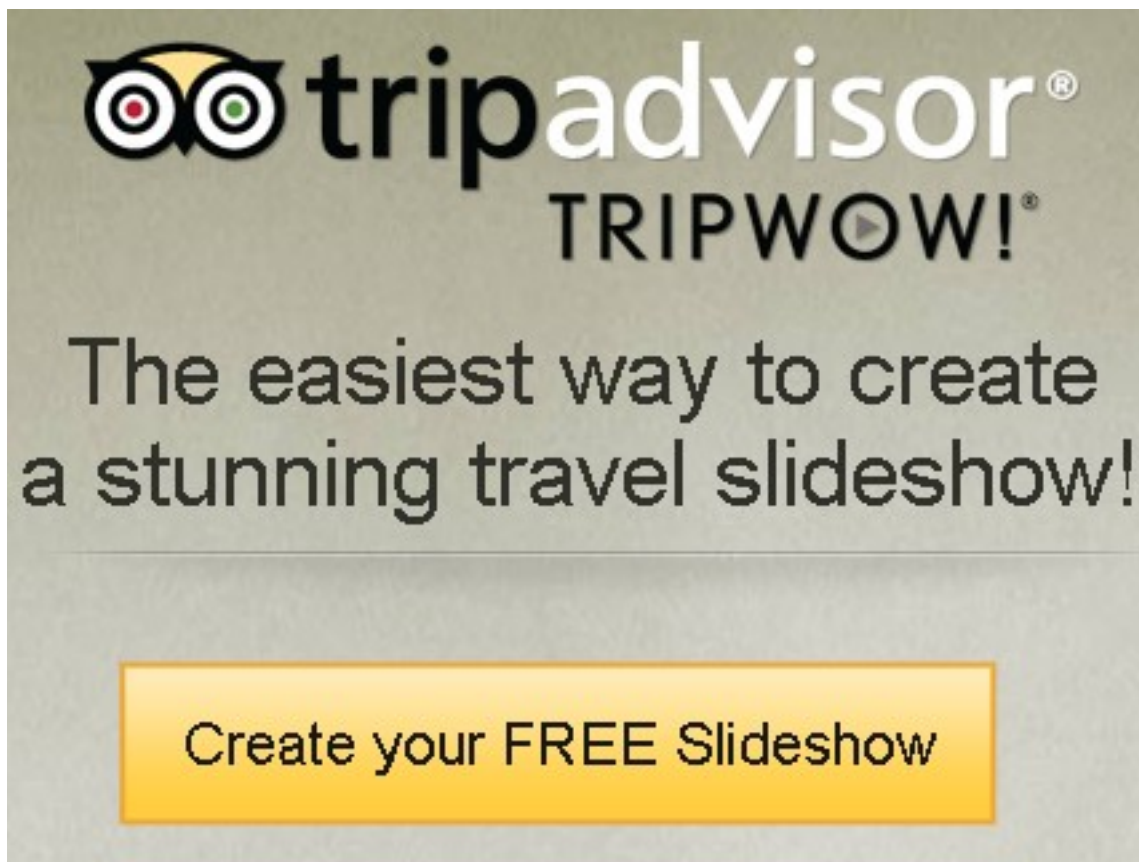 tripadvisor®
TRIPWOW!®
The easiest way to create
a stunning travel slideshow!
Create your FREE Slideshow